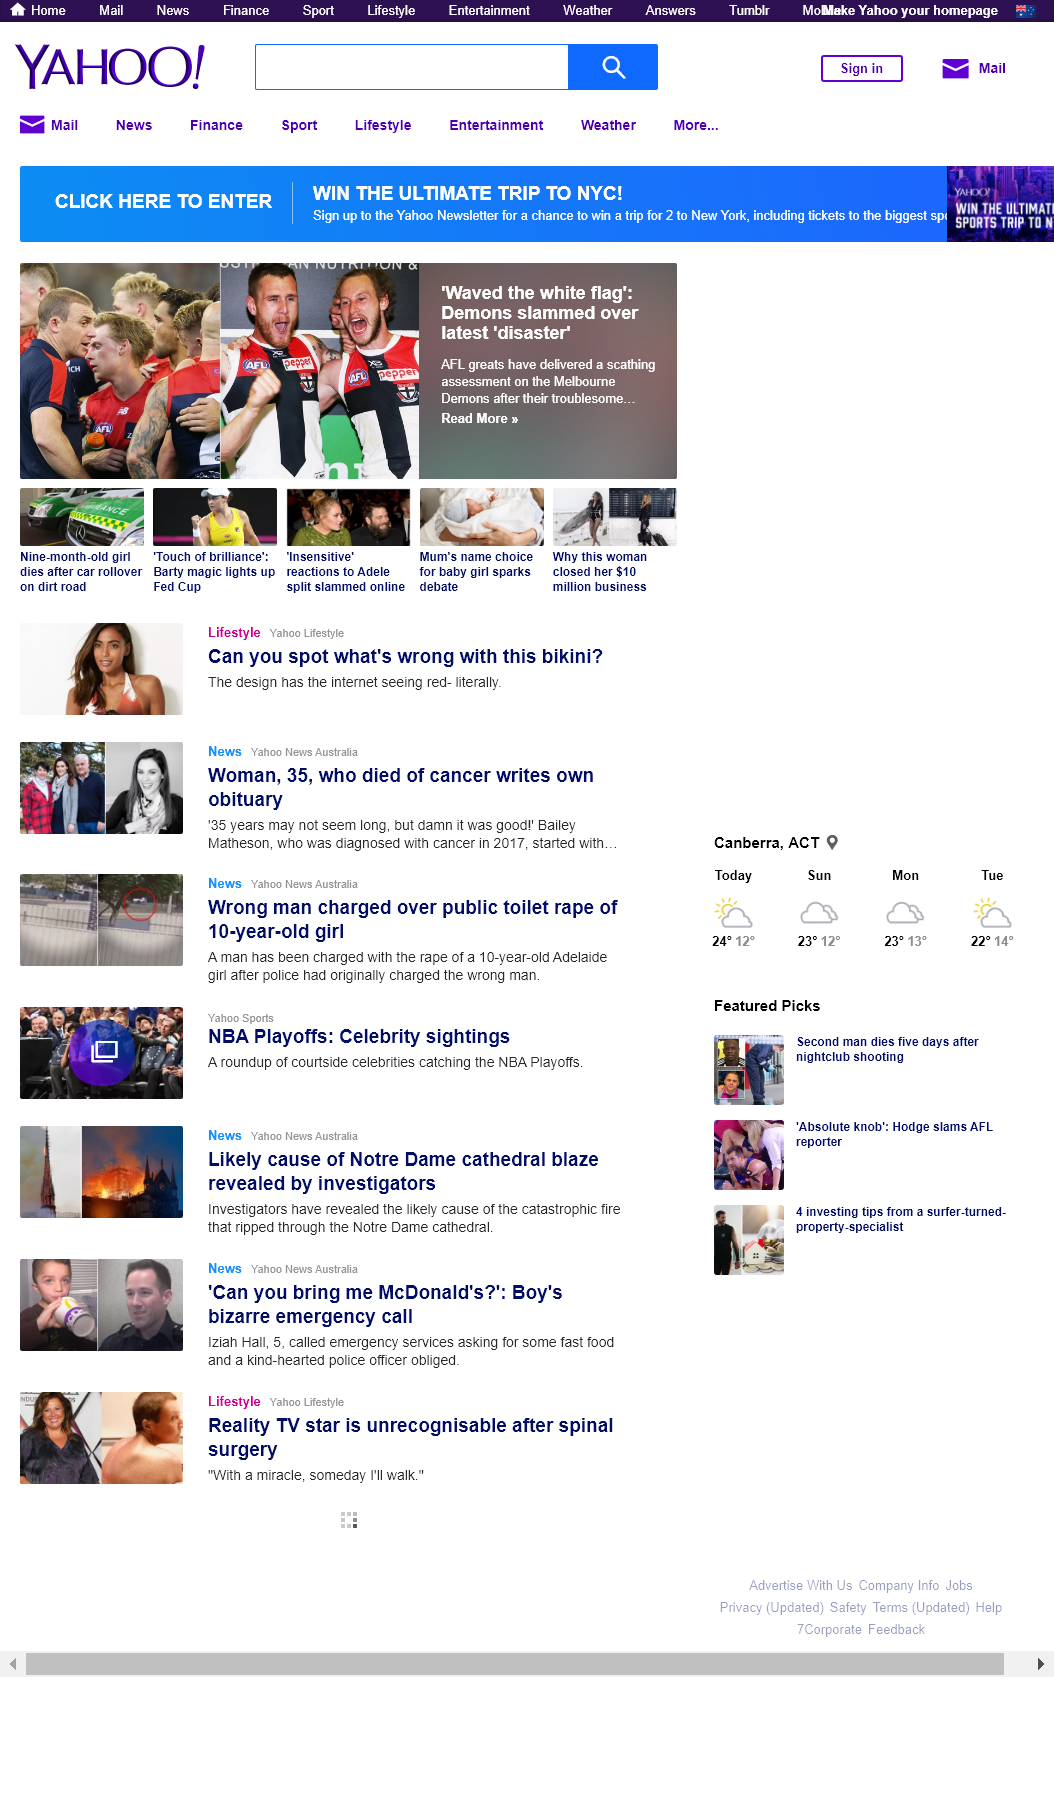 Home Mail News Finance Sport Lifestyle Entertainment Weather Answers Tumblr Make Yahoo your homepage
YAHOO!
Sign in
Mail
Mail News Finance Sport Lifestyle Entertainment Weather More...
CLICK HERE TO ENTER
WIN THE ULTIMATE TRIP TO NYC!
Sign up to the Yahoo Newsletter for a chance to win a trip for 2 to New York, including tickets to the biggest
YAHOO!
WIN THE ULTIMAT
SPORTS TRIP TO N
'Waved the white flag':
Demons slammed over
latest 'disaster'
AFL greats have delivered a scathing
assessment on the Melbourne
Demons after their troublesome…
Read More »
AFL
pepper
AFL
pepper
AMBULANCE
Nine-month-old girl
dies after car rollover
on dirt road
'Touch of brilliance':
Barty magic lights up
Fed Cup
'Insensitive'
reactions to Adele
split slammed online
Mum's name choice
for baby girl sparks
debate
Why this woman
closed her $10
million business
Lifestyle Yahoo Lifestyle
Can you spot what's wrong with this bikini?
The design has the internet seeing red- literally.
News Yahoo News Australia
Woman, 35, who died of cancer writes own
obituary
'35 years may not seem long, but damn it was good!' Bailey
Matheson, who was diagnosed with cancer in 2017, started with…
News Yahoo News Australia
Wrong man charged over public toilet rape of
10-year-old girl
A man has been charged with the rape of a 10-year-old Adelaide
girl after police had originally charged the wrong man.
Yahoo Sports
NBA Playoffs: Celebrity sightings
A roundup of courtside celebrities catching the NBA Playoffs.
News Yahoo News Australia
Likely cause of Notre Dame cathedral blaze
revealed by investigators
Investigators have revealed the likely cause of the catastrophic fire
that ripped through the Notre Dame cathedral.
News Yahoo News Australia
'Can you bring me McDonald's?': Boy's
bizarre emergency call
Iziah Hall, 5, called emergency services asking for some fast food
and a kind-hearted police officer obliged.
Lifestyle Yahoo Lifestyle
Reality TV star is unrecognisable after spinal
surgery
"With a miracle, someday I'll walk."
Canberra, ACT
Today Sun Mon Tue
24° 12° 23° 12° 23° 13° 22° 14°
Featured Picks
Second man dies five days after
nightclub shooting
'Absolute knob': Hodge slams AFL
reporter
4 investing tips from a surfer-turned-
property-specialist
Advertise With Us Company Info Jobs
Privacy (Updated) Safety Terms (Updated) Help
7Corporate Feedback